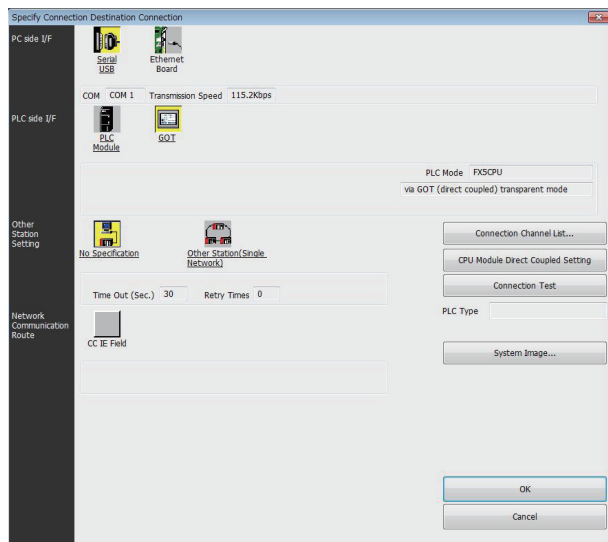 Specify Connection Destination Connection
PC side I/F
Serial
USB
Ethernet
Board
COM COM 1 Transmission Speed 115.2Kbps
PLC side I/F
PLC
Module
GOT
PLC Mode FX5CPU
via GOT (direct coupled) transparent mode
Other
Station
Setting
No Specification
Other Station(Single
Network)
Connection Channel List...
CPU Module Direct Coupled Setting
Time Out (Sec.) 30 Retry Times 0
Connection Test
Network
Communication
Route
CC IE Field
PLC Type
System Image...
OK
Cancel